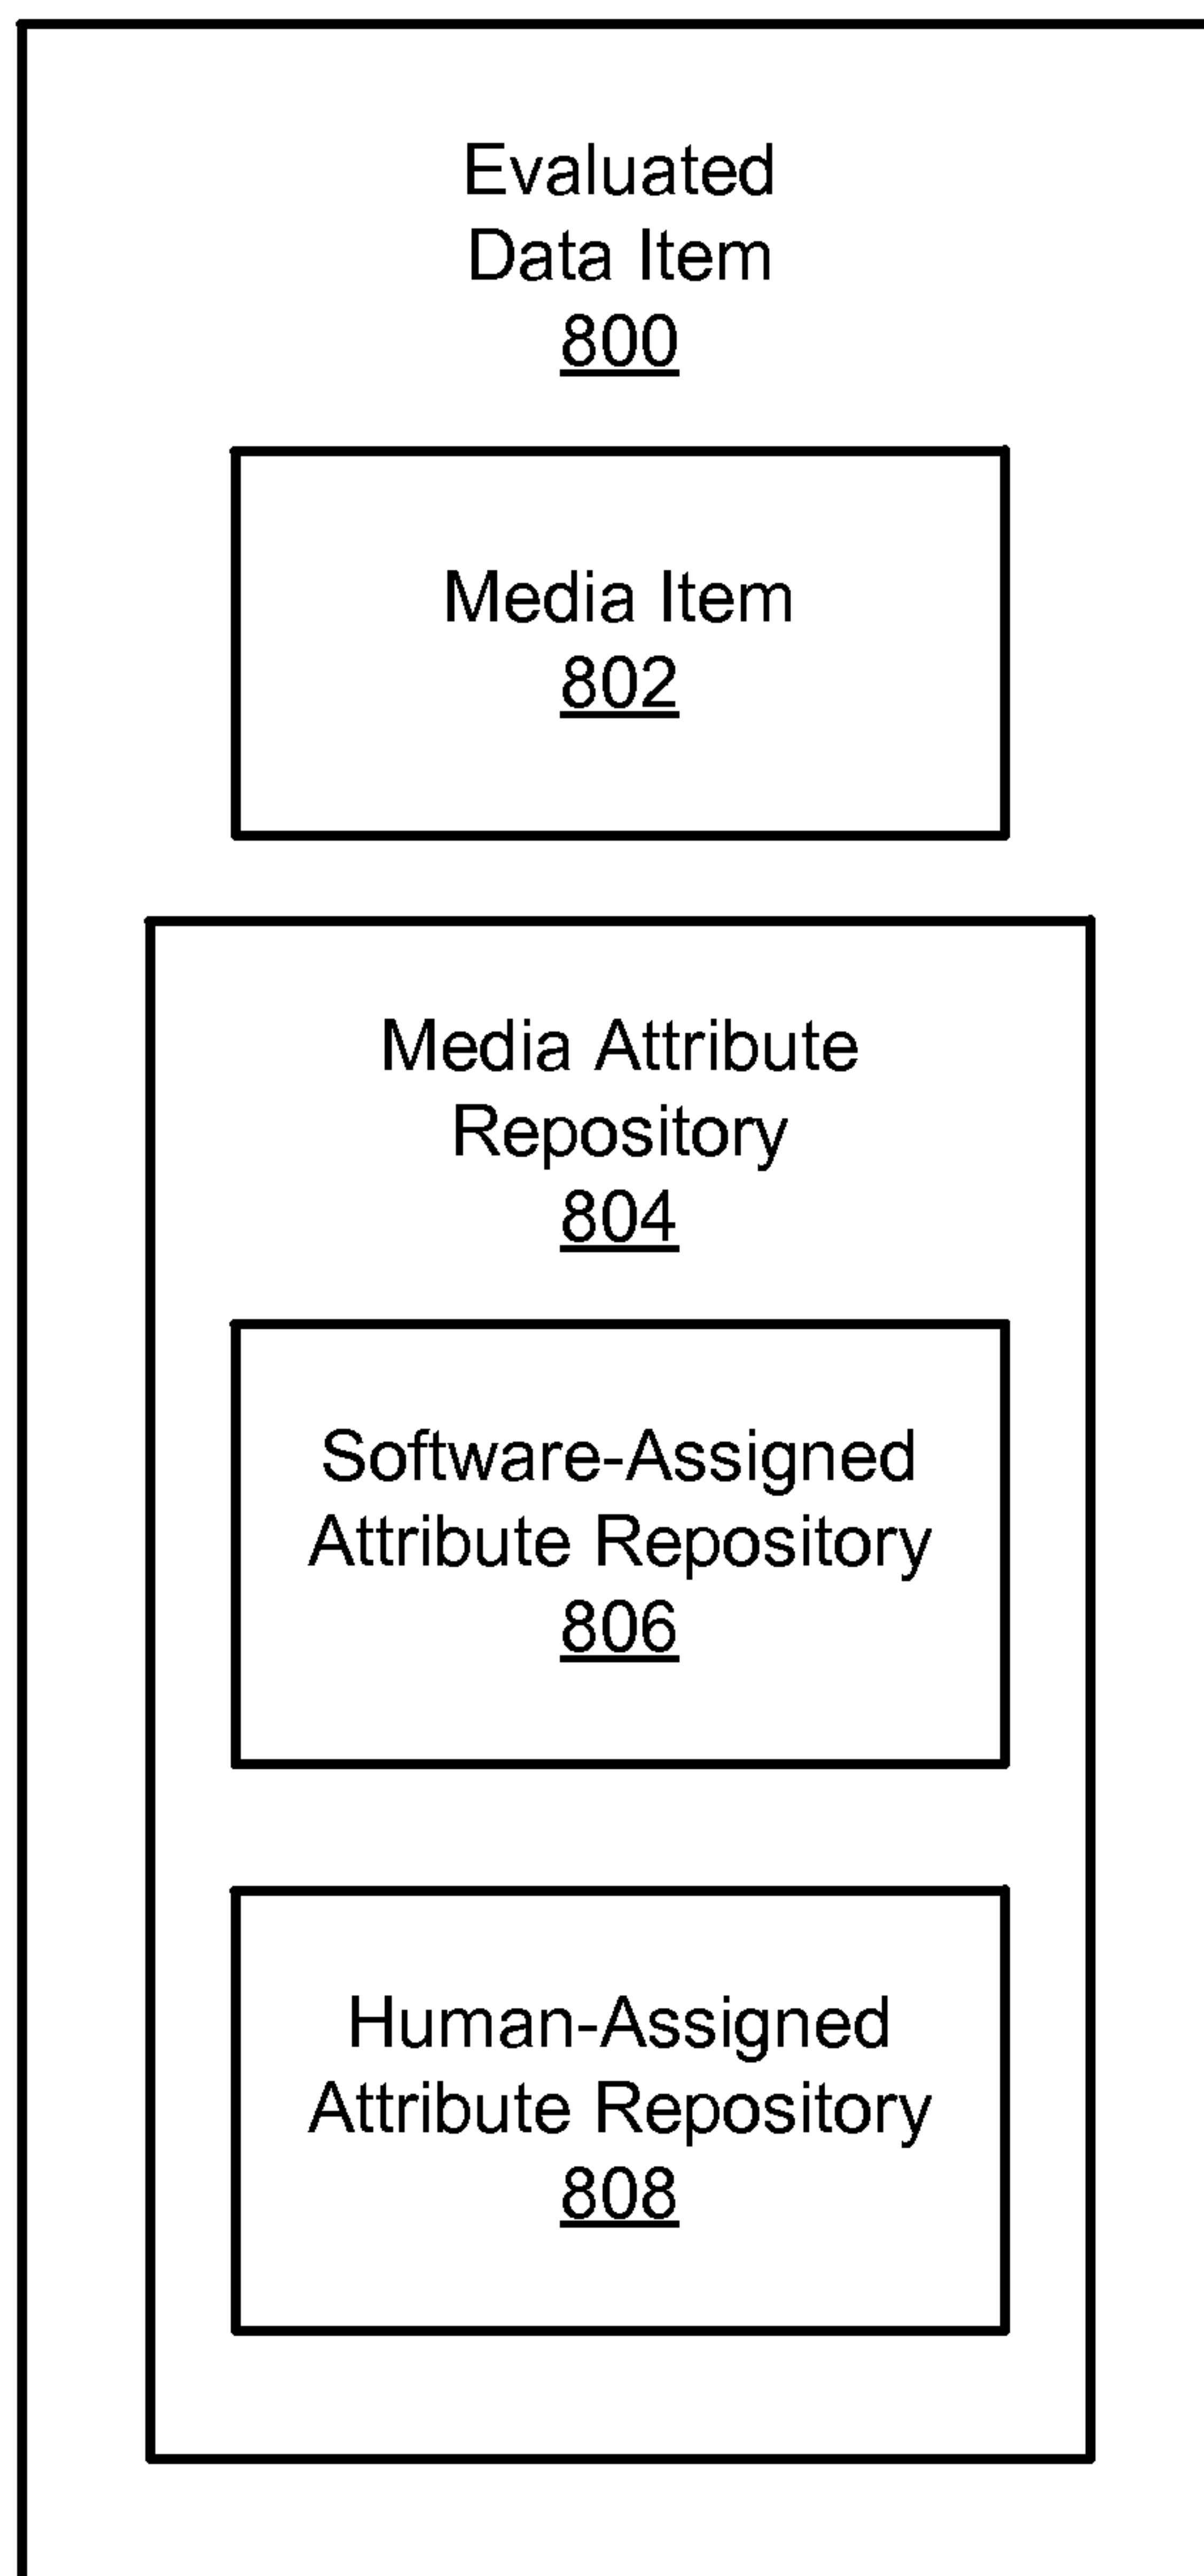 Evaluated
Data Item
800
Media Item
802
Media Attribute
Repository
804
Software-Assigned
Attribute Repository
806
Human-Assigned
Attribute Repository
808